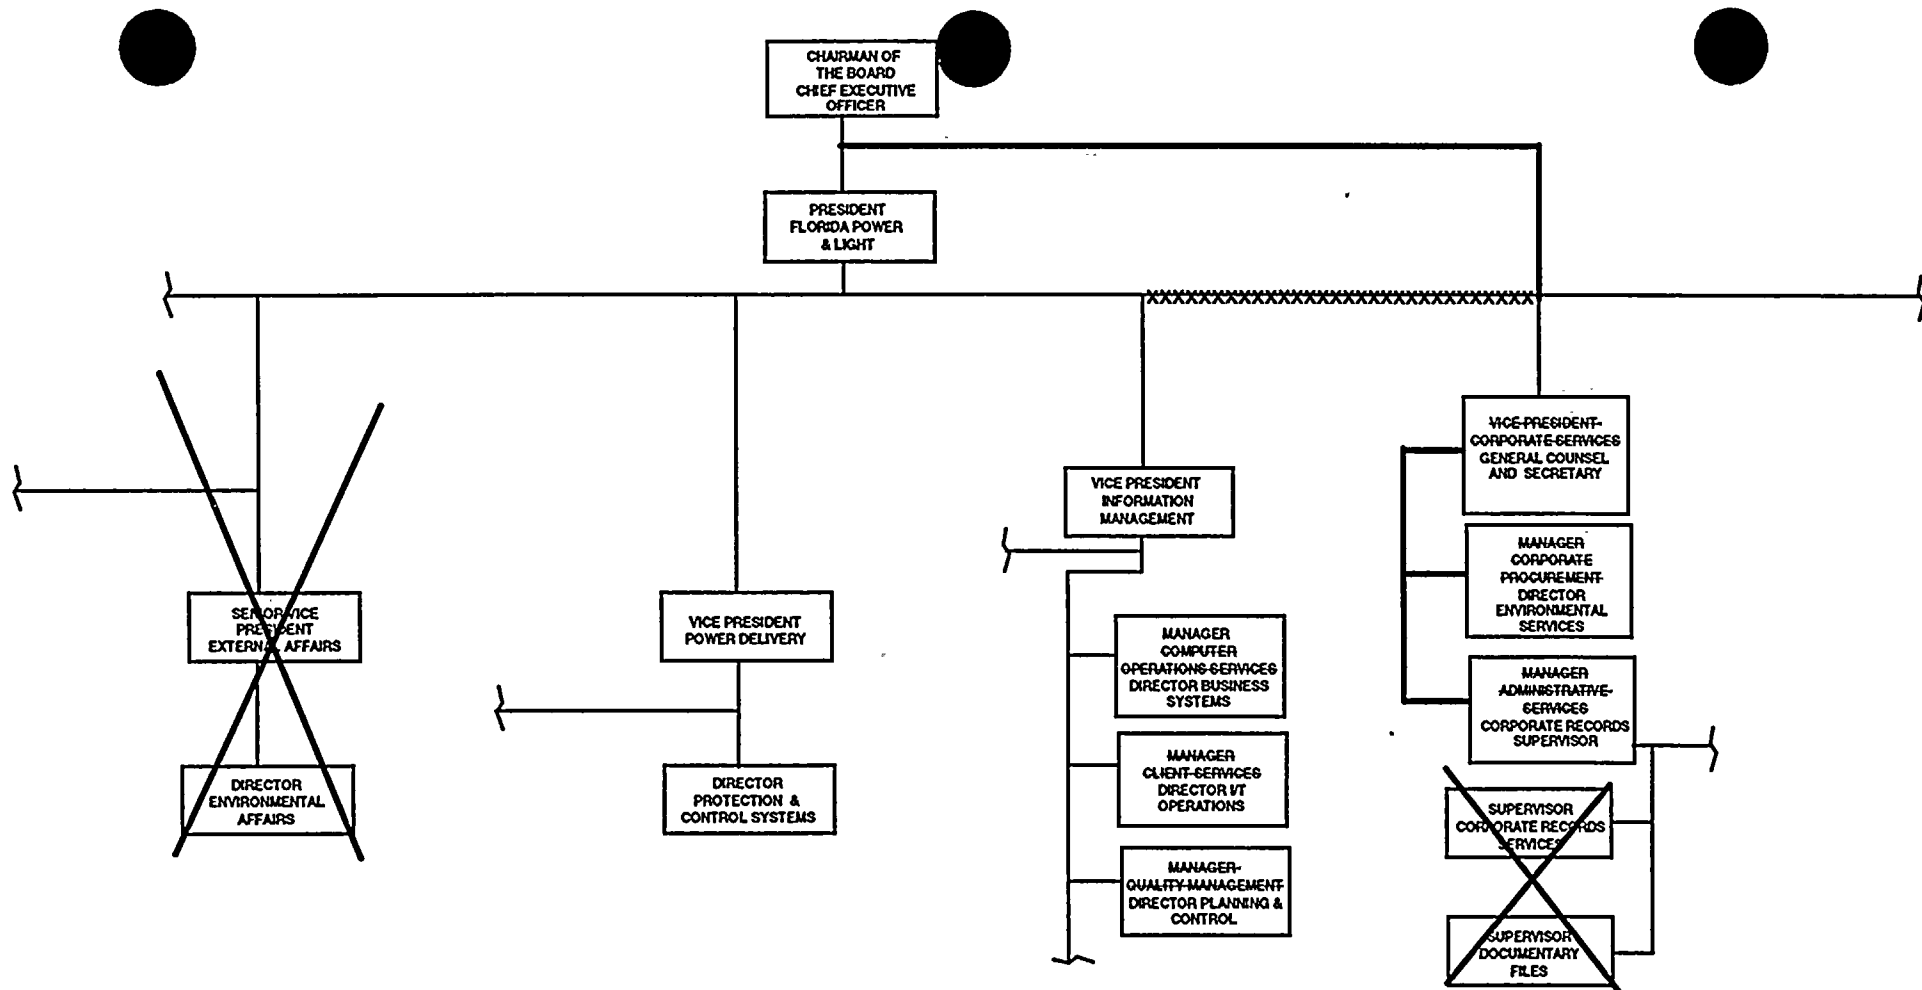 CHAIRMAN OF
THE BOARD
CHIEF EXECUTIVE
OFFICER
PRESIDENT
FLORIDA POWER
& LIGHT
XXXXXXXXXXXXXXXXXXXXXXXXXXXXXX
SENIOR VICE
PRESIDENT
EXTERNAL AFFAIRS
DIRECTOR
ENVIRONMENTAL
AFFAIRS
VICE PRESIDENT
POWER DELIVERY
DIRECTOR
PROTECTION &
CONTROL SYSTEMS
VICE PRESIDENT
INFORMATION
MANAGEMENT
MANAGER
COMPUTER
OPERATIONS SERVICES
DIRECTOR BUSINESS
SYSTEMS
MANAGER
CLIENT SERVICES
DIRECTOR I/T
OPERATIONS
MANAGER
QUALITY MANAGEMENT
DIRECTOR PLANNING &
CONTROL
VICE PRESIDENT
CORPORATE SERVICES
GENERAL COUNSEL
AND SECRETARY
MANAGER
CORPORATE
PROCUREMENT
DIRECTOR
ENVIRONMENTAL
SERVICES
MANAGER
ADMINISTRATIVE
SERVICES
CORPORATE RECORDS
SUPERVISOR
SUPERVISOR
CORPORATE RECORDS
SERVICES
SUPERVISOR
DOCUMENTARY
FILES